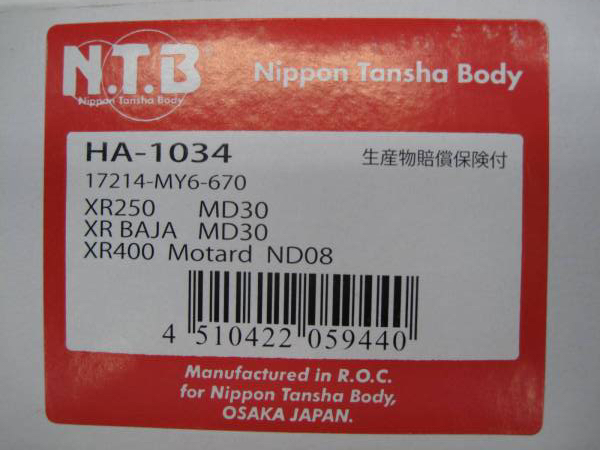 N.T.B
Nippon Tansha Body
Nippon Tansha Body
HA-1034
生産物賠償保険付
17214-MY6-670
XR250 MD30
XR BAJA MD30
XR400 Motard ND08
4 510422 059440
Manufactured in R.O.C.
for Nippon Tansha Body,
OSAKA JAPAN.